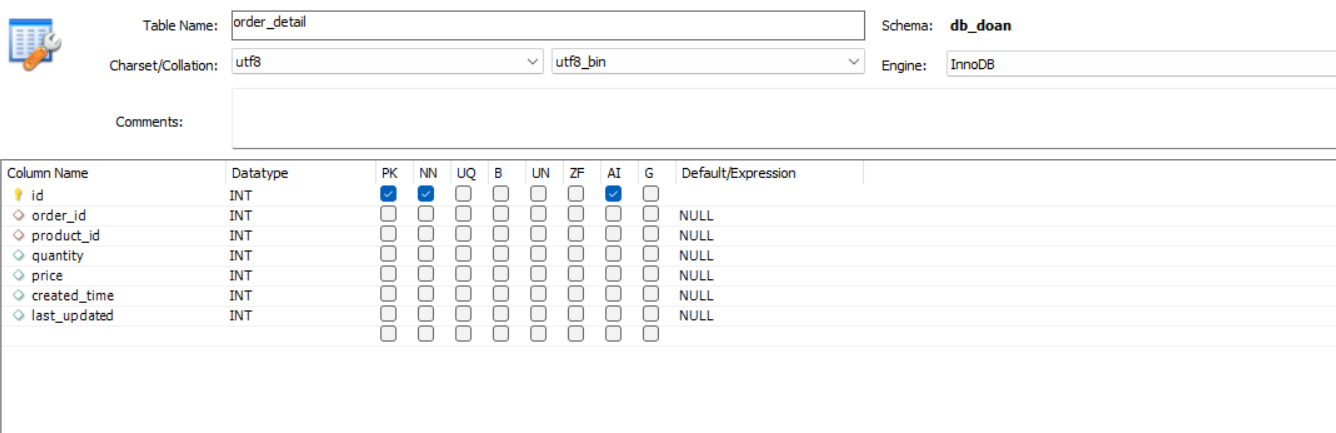 Table Name: order_detail Schema: db_doan
Charset/Collation: utf8 utf8_bin Engine: InnoDB
Comments:
Column Name Datatype PK NN UQ B UN ZF AI G Default/Expression
id INT
order_id INT NULL
product_id INT NULL
quantity INT NULL
price INT NULL
created_time INT NULL
last_updated INT NULL